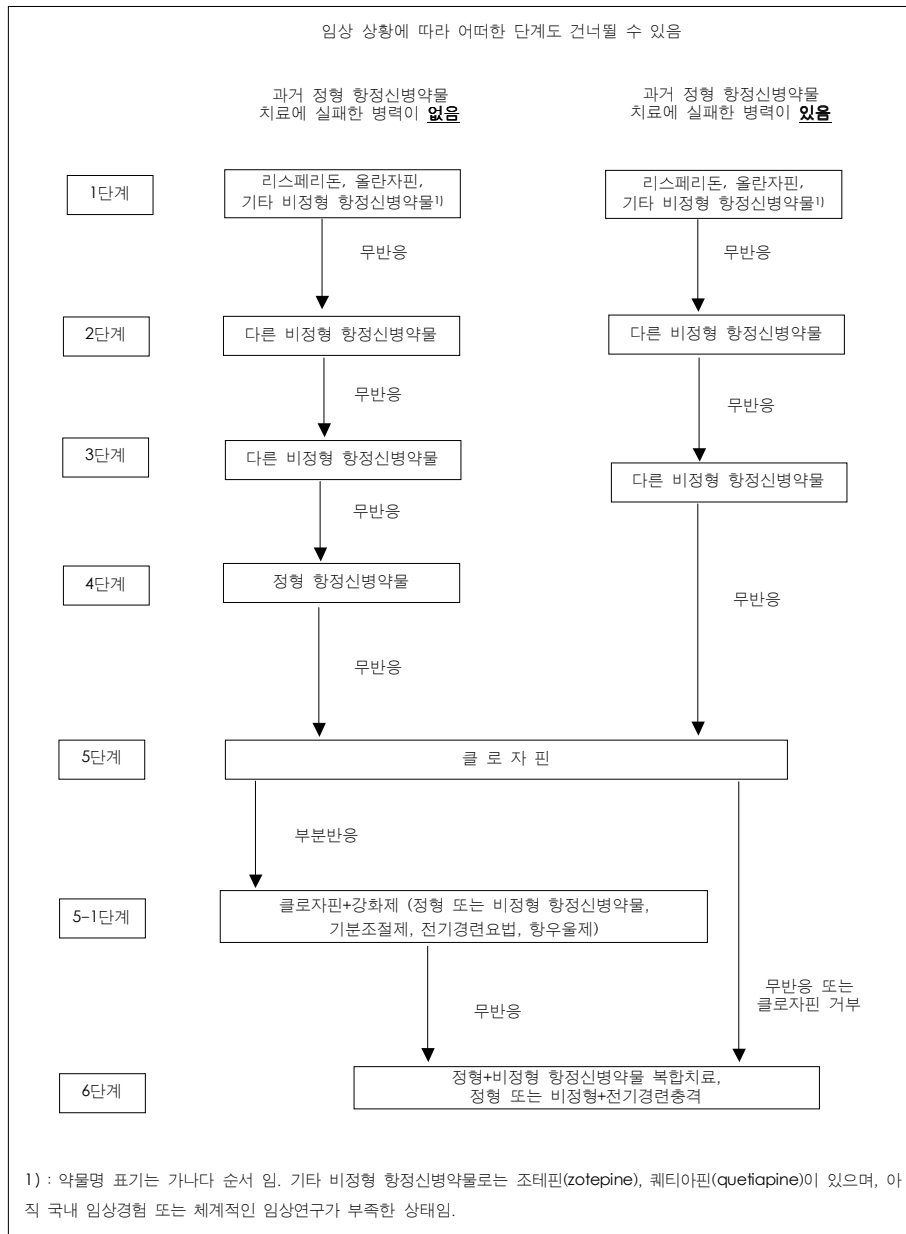 임상 상황에 따라 어떠한 단계도 건너뛸 수 있음
과거 정형 항정신병약물
치료에 실패한 병력이 없음
과거 정형 항정신병약물
치료에 실패한 병력이 있음
1단계
리스페리돈, 올란자핀,
기타 비정형 항정신병약물1)
리스페리돈, 올란자핀,
기타 비정형 항정신병약물1)
무반응
무반응
2단계
다른 비정형 항정신병약물
다른 비정형 항정신병약물
무반응
무반응
3단계
다른 비정형 항정신병약물
다른 비정형 항정신병약물
무반응
4단계
정형 항정신병약물
무반응
무반응
5단계
클 로 자 핀
부분반응
5-1단계
클로자핀+강화제 (정형 또는 비정형 항정신병약물,
기분조절제, 전기경련요법, 항우울제)
무반응
무반응 또는
클로자핀 거부
6단계
정형+비정형 항정신병약물 복합치료,
정형 또는 비정형+전기경련충격
1) : 약물명 표기는 가나다 순서 임. 기타 비정형 항정신병약물로는 조테핀(zotepine), 쿼티아핀(quetiapine)이 있으며, 아
직 국내 임상경험 또는 체계적인 임상연구가 부족한 상태임.